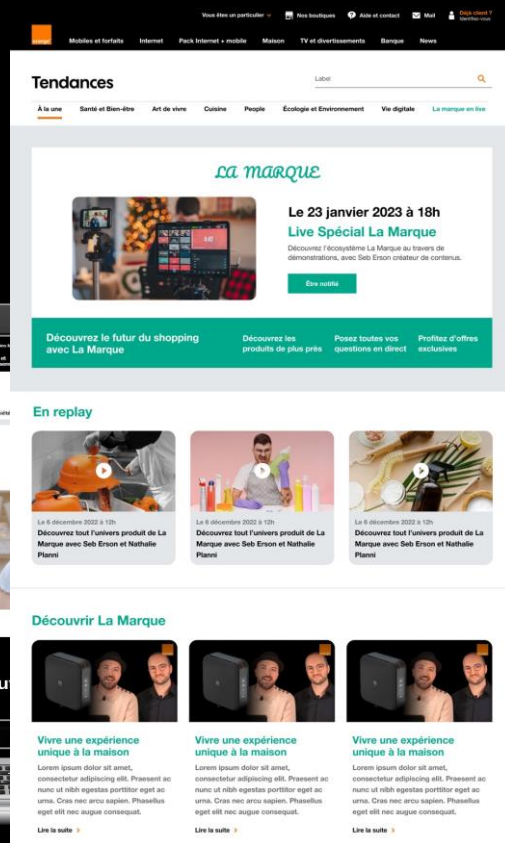 Vous êtes un particulier
Nos boutiques
Aide et contact
Mail
Déjà client ?
Identifiez-vous
orange
Mobiles et forfaits
Internet
Pack Internet + mobile
Maison
TV et divertissements
Banque
News
Tendances
Label
À la une
Santé et Bien-être
Art de vivre
Cuisine
People
Écologie et Environnement
Vie digitale
La marque en live
LA MARQUE
Le 23 janvier 2023 à 18h
Live Spécial La Marque
Découvrez l'écosystème La Marque au travers de
démonstrations, avec Seb Erson créateur de contenus.
Être notifié
Découvrez le futur du shopping
avec La Marque
Découvrez les
produits de plus près
Posez toutes vos
questions en direct
Profitez d'offres
exclusives
En replay
Le 6 décembre 2022 à 12h
Découvrez tout l'univers produit de La
Marque avec Seb Erson et Nathalie
Planni
Le 6 décembre 2022 à 12h
Découvrez tout l'univers produit de La
Marque avec Seb Erson et Nathalie
Planni
Le 6 décembre 2022 à 12h
Découvrez tout l'univers produit de La
Marque avec Seb Erson et Nathalie
Planni
Découvrir La Marque
Vivre une expérience
unique à la maison
Lorem ipsum dolor sit amet,
consectetur adipiscing elit. Praesent ac
nunc ut nibh egestas porttitor eget ac
urna. Cras nec arcu sapien. Phasellus
eget elit nec augue consequat.
Lire la suite
Vivre une expérience
unique à la maison
Lorem ipsum dolor sit amet,
consectetur adipiscing elit. Praesent ac
nunc ut nibh egestas porttitor eget ac
urna. Cras nec arcu sapien. Phasellus
eget elit nec augue consequat.
Lire la suite
Vivre une expérience
unique à la maison
Lorem ipsum dolor sit amet,
consectetur adipiscing elit. Praesent ac
nunc ut nibh egestas porttitor eget ac
urna. Cras nec arcu sapien. Phasellus
eget elit nec augue consequat.
Lire la suite